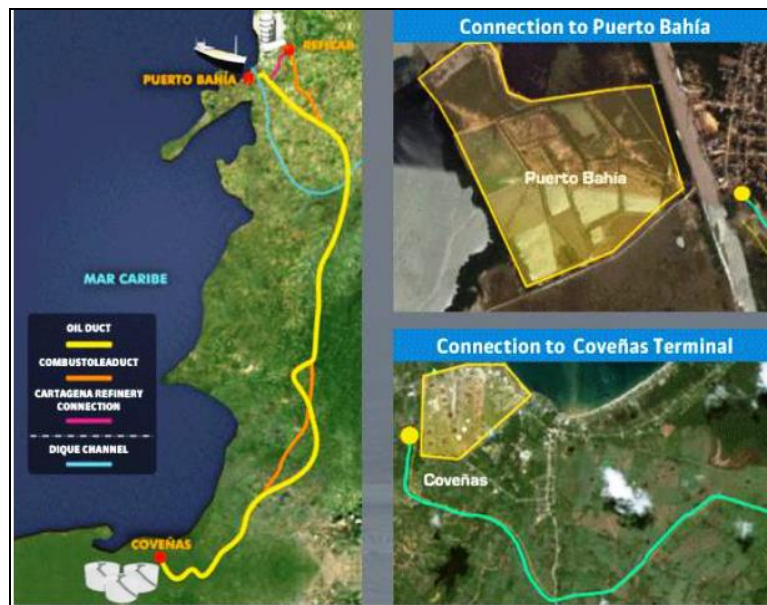 REFICAR
PUERTO BAHÍA
MAR CARIBE
OIL DUCT
COMBUSTOLEADUCT
CARTAGENA REFINERY
CONNECTION
DIQUE CHANNEL
COVEÑAS
Connection to Puerto Bahía
Puerto Bahía
Connection to Coveñas Terminal
Coveñas